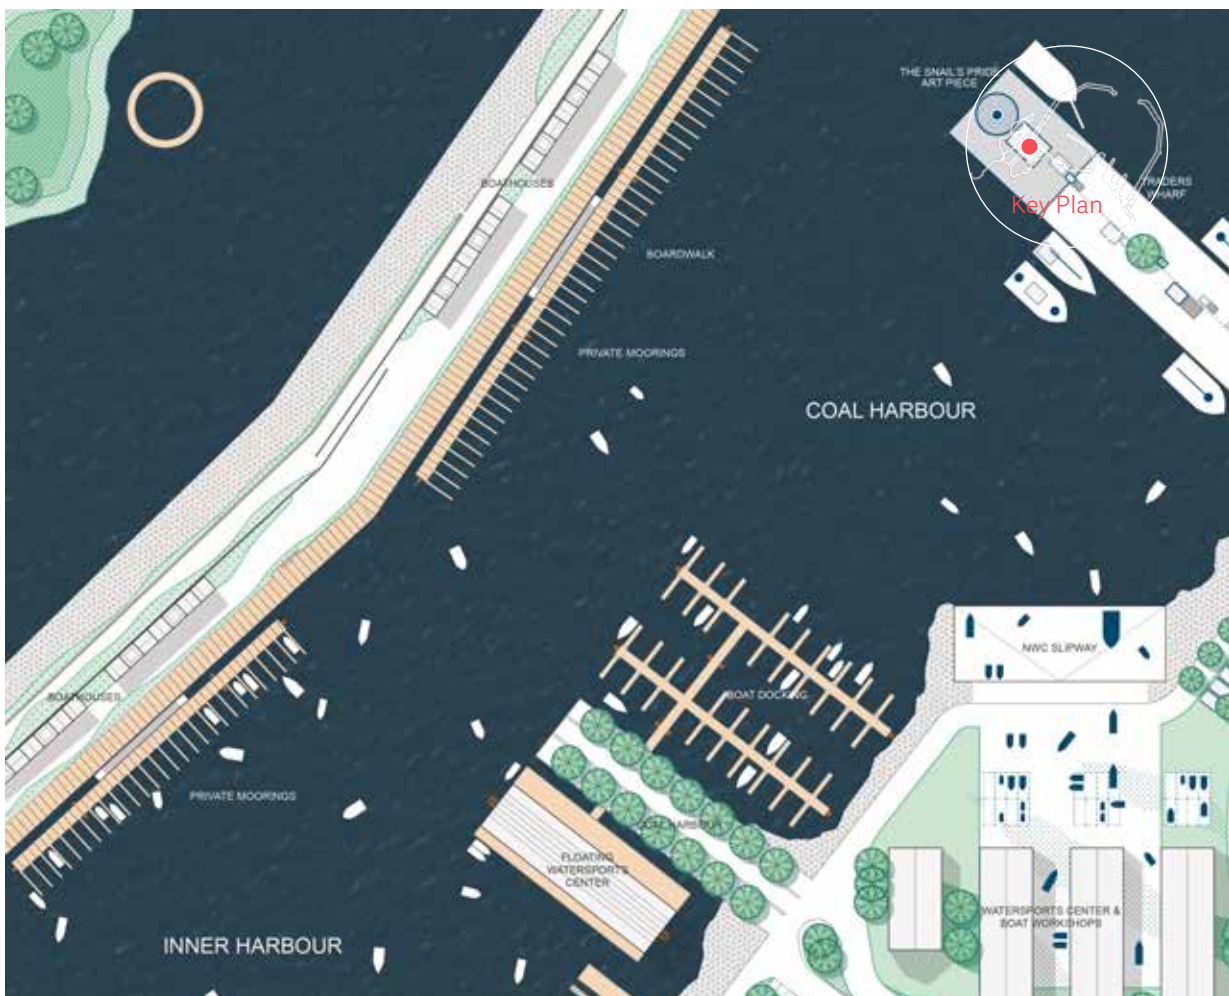 THE SNAIL'S PRIDE
ART PIECE
BOATHOUSES
TRADERS
WHARF
Key Plan
BOARDWALK
PRIVATE MOORINGS
COAL HARBOUR
NWC SLIPWAY
BOATHOUSES
BOAT DOCKING
PRIVATE MOORINGS
HARBOUR
FLOATING
WATERSPORTS
CENTER
WATERSPORTS CENTER &
BOAT WORKSHOPS
INNER HARBOUR